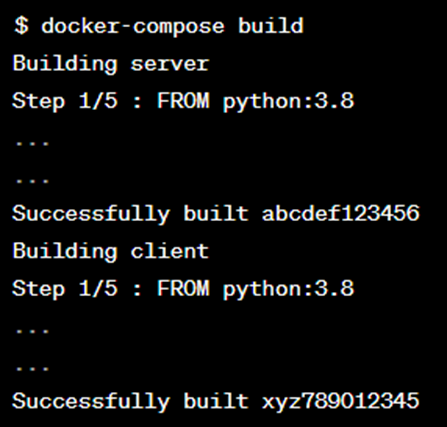 $ docker-compose build
Building server
Step 1/5 : FROM python:3.8
...
...
Successfully built abcdef123456
Building client
Step 1/5 : FROM python:3.8
...
...
Successfully built xyz789012345